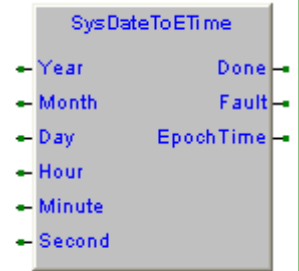 SysDateToETime
Year Done
Month Fault
Day EpochTime
Hour
Minute
Second